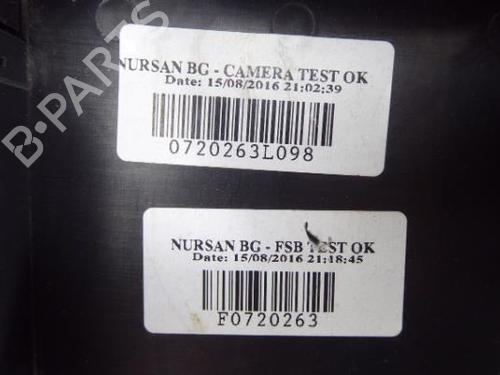 NURSAN BG - CAMERA TEST OK
Date: 15/08/2016 21:02:39
0720263L098
NURSAN BG - FSB TEST OK
Date: 15/08/2016 21:18:45
F0720263
B-PARTS